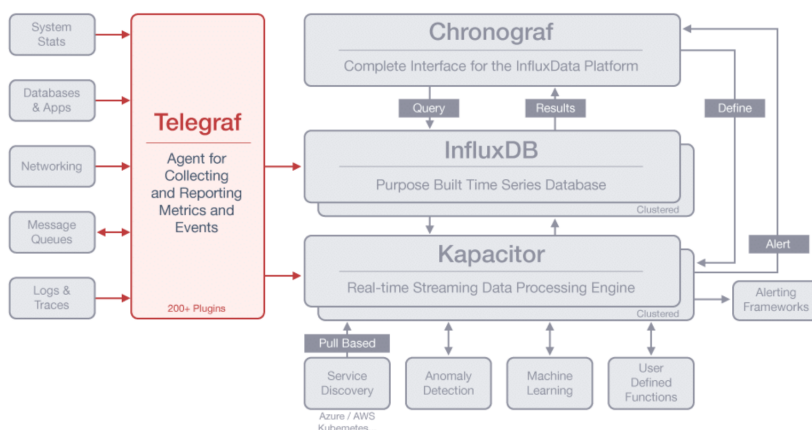 System
Stats
Databases
& Apps
Networking
Message
Queues
Logs &
Traces
Telegraf
Agent for
Collecting
and Reporting
Metrics and
Events
200+ Plugins
Chronograf
Complete Interface for the InfluxData Platform
Query
Results
Define
InfluxDB
Purpose Built Time Series Database
Clustered
Alert
Kapacitor
Real-time Streaming Data Processing Engine
Clustered
Alerting
Frameworks
Pull Based
Service
Discovery
Azure / AWS
Kubernetes
Anomaly
Detection
Machine
Learning
User
Defined
Functions